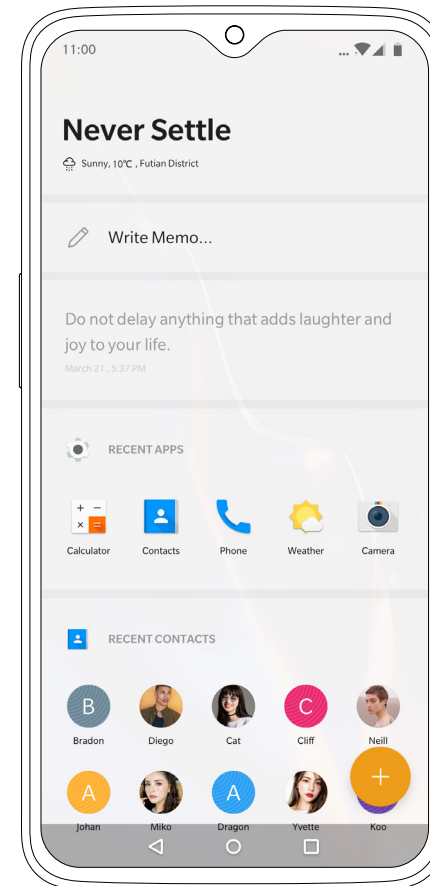 11:00
Never Settle
Sunny, 10℃ , Futian District
Write Memo...
Do not delay anything that adds laughter and
joy to your life.
March 21 , 5:37 PM
RECENT APPS
Calculator Contacts Phone Weather Camera
RECENT CONTACTS
B C
Bradon Diego Cat Cliff Neill
A A
Johan Miko Dragon Yvette Koo